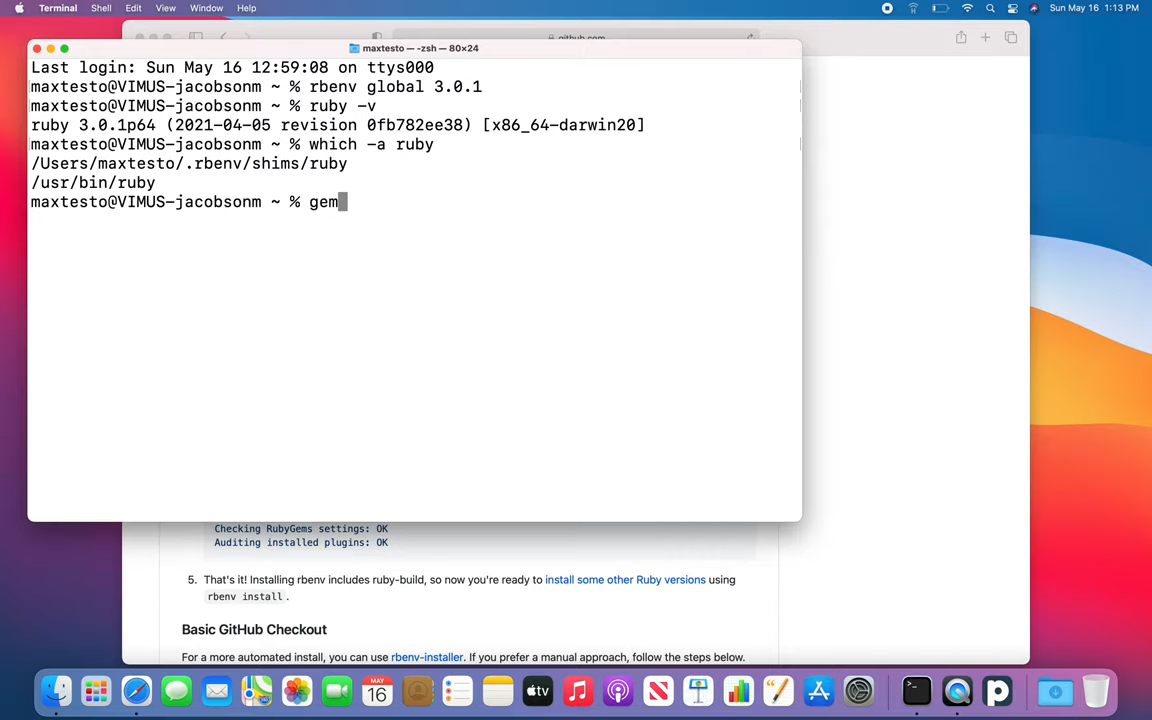 Terminal Shell Edit View Window Help Sun May 16 1:13 PM
maxtesto — -zsh — 80×24
Last login: Sun May 16 12:59:08 on ttys000
maxtesto@VIMUS-jacobsonm ~ % rbenv global 3.0.1
maxtesto@VIMUS-jacobsonm ~ % ruby -v
ruby 3.0.1p64 (2021-04-05 revision 0fb782ee38) [x86_64-darwin20]
maxtesto@VIMUS-jacobsonm ~ % which -a ruby
/Users/maxtesto/.rbenv/shims/ruby
/usr/bin/ruby
maxtesto@VIMUS-jacobsonm ~ % gem
Checking RubyGems settings: OK
Auditing installed plugins: OK
5. That's it! Installing rbenv includes ruby-build, so now you're ready to install some other Ruby versions using
rbenv install .
Basic GitHub Checkout
For a more automated install, you can use rbenv-installer. If you prefer a manual approach, follow the steps below.
MAY
16
tv